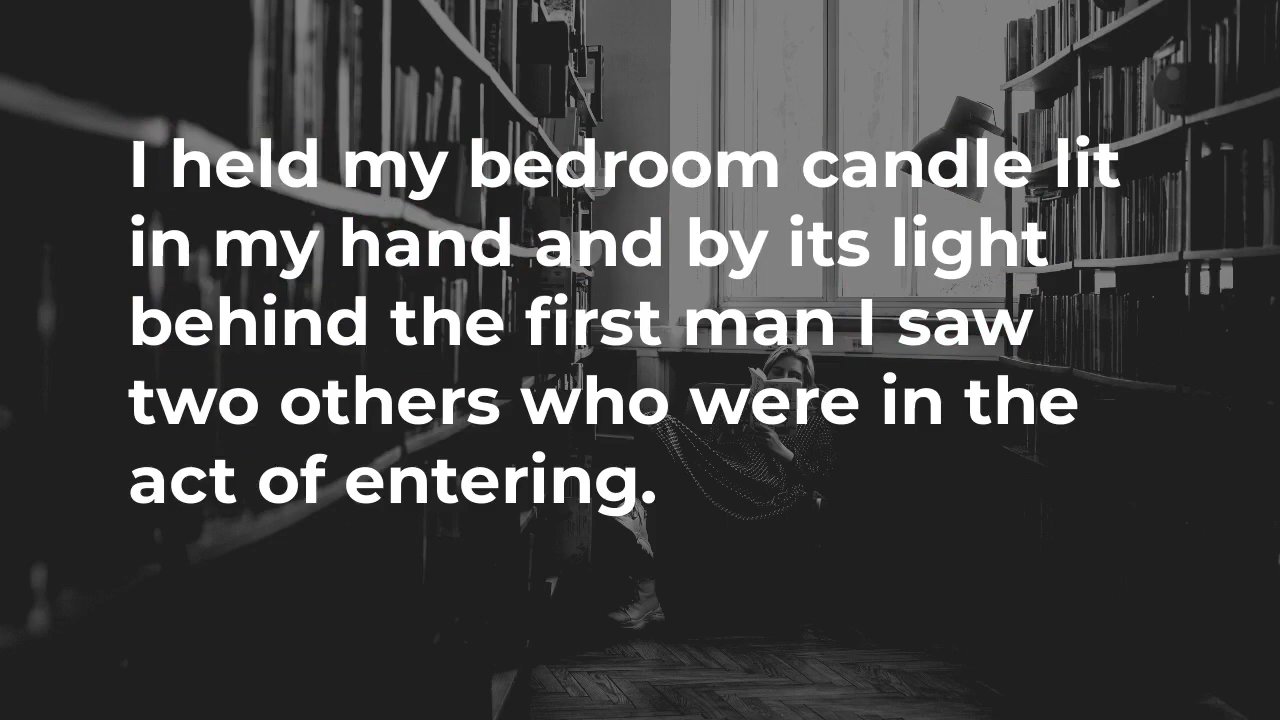 I held my bedroom candle lit
in my hand and by its light
behind the first man I saw
two others who were in the
act of entering.